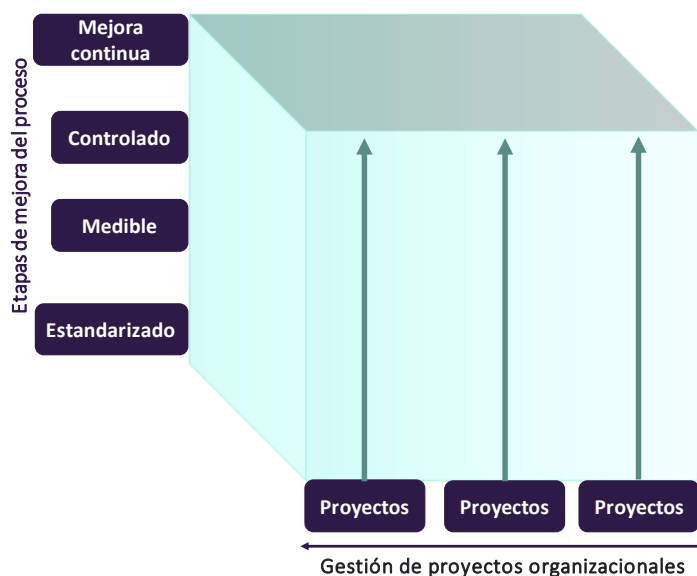 Etapas de mejora del proceso
Mejora
continua
Controlado
Medible
Estandarizado
Proyectos
Proyectos
Proyectos
Gestión de proyectos organizacionales